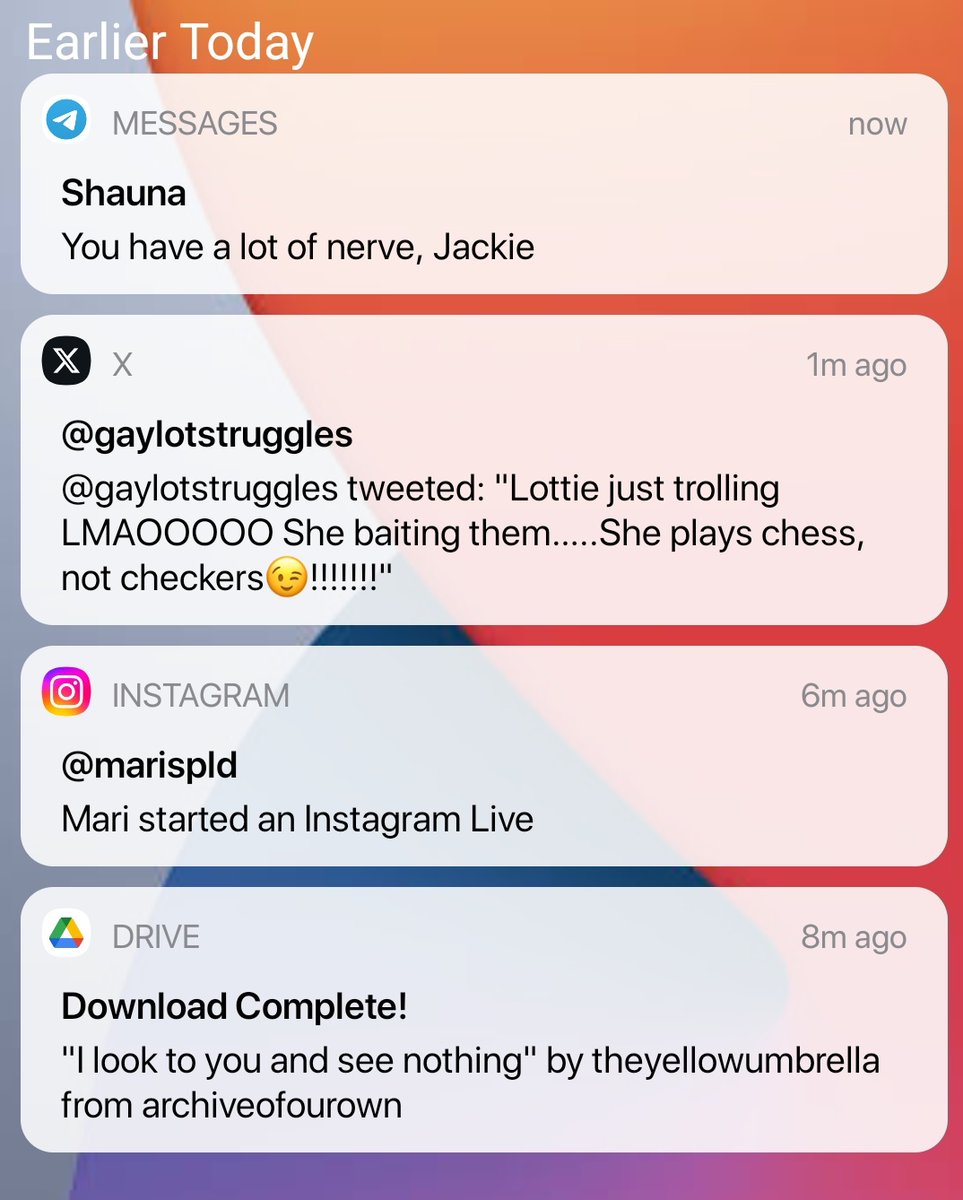 Earlier Today
MESSAGES
now
Shauna
You have a lot of nerve, Jackie
X
1m ago
@gaylotstruggles
@gaylotstruggles tweeted: "Lottie just trolling
LMAOOOOO She baiting them.....She plays chess,
not checkers😉!!!!!!!"
INSTAGRAM
6m ago
@marispld
Mari started an Instagram Live
DRIVE
8m ago
Download Complete!
"I look to you and see nothing" by theyellowumbrella
from archiveofourown